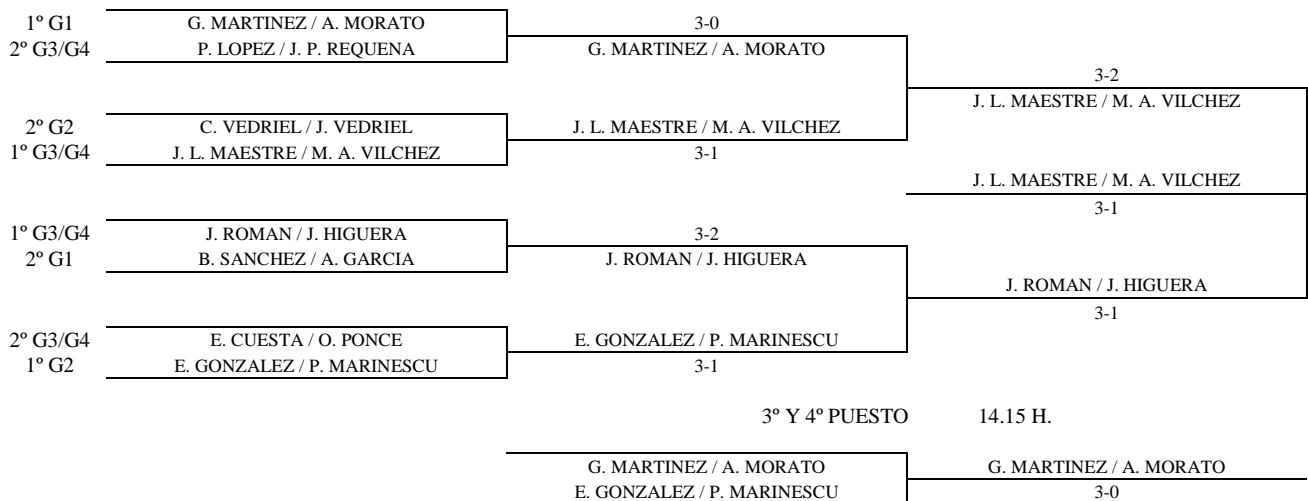 1º G1 G. MARTINEZ / A. MORATO 3-0
2º G3/G4 P. LOPEZ / J. P. REQUENA G. MARTINEZ / A. MORATO
3-2
J. L. MAESTRE / M. A. VILCHEZ
2º G2 C. VEDRIEL / J. VEDRIEL J. L. MAESTRE / M. A. VILCHEZ
1º G3/G4 J. L. MAESTRE / M. A. VILCHEZ 3-1
J. L. MAESTRE / M. A. VILCHEZ
3-1
1º G3/G4 J. ROMAN / J. HIGUERA 3-2
2º G1 B. SANCHEZ / A. GARCIA J. ROMAN / J. HIGUERA
J. ROMAN / J. HIGUERA
3-1
2º G3/G4 E. CUESTA / O. PONCE E. GONZALEZ / P. MARINESCU
1º G2 E. GONZALEZ / P. MARINESCU 3-1
3º Y 4º PUESTO 14.15 H.
G. MARTINEZ / A. MORATO G. MARTINEZ / A. MORATO
E. GONZALEZ / P. MARINESCU 3-0